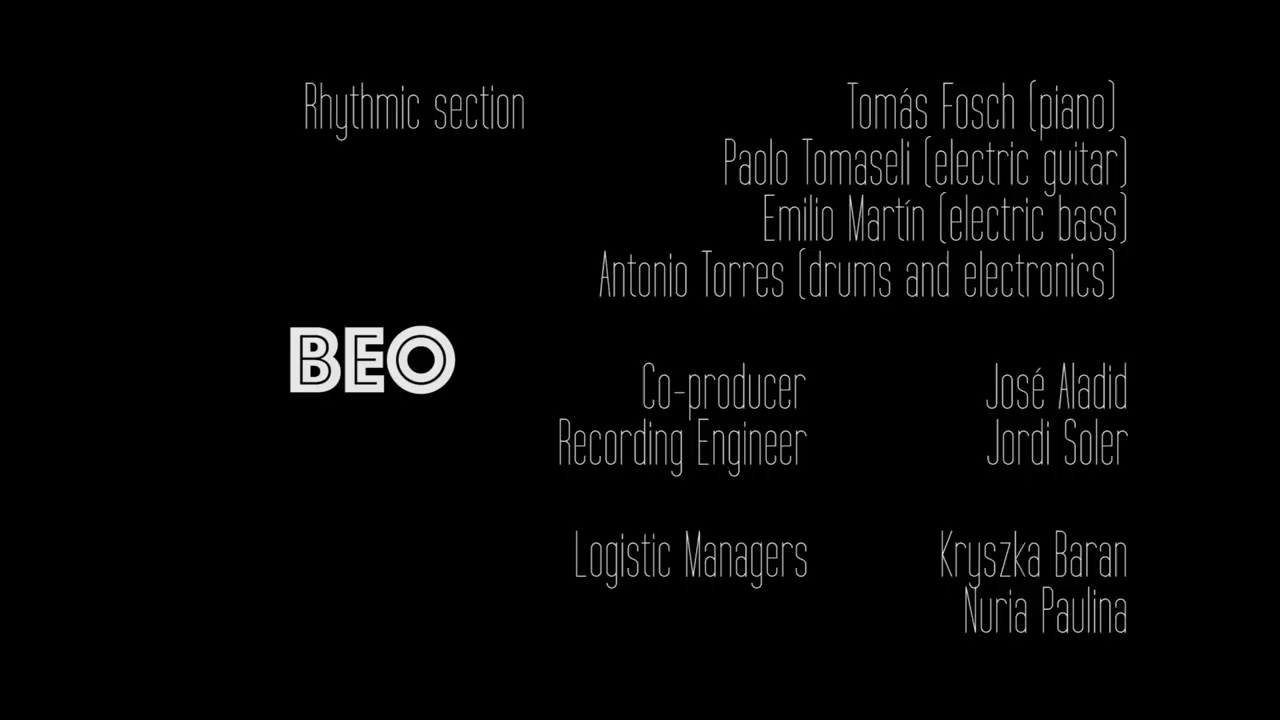 Rhythmic section Tomás Fosch (piano)
Paolo Tomaseli (electric guitar)
Emilio Martín (electric bass)
Antonio Torres (drums and electronics)
BEO
Co-producer José Aladid
Recording Engineer Jordi Soler
Logistic Managers Kryszka Baran
Nuria Paulina